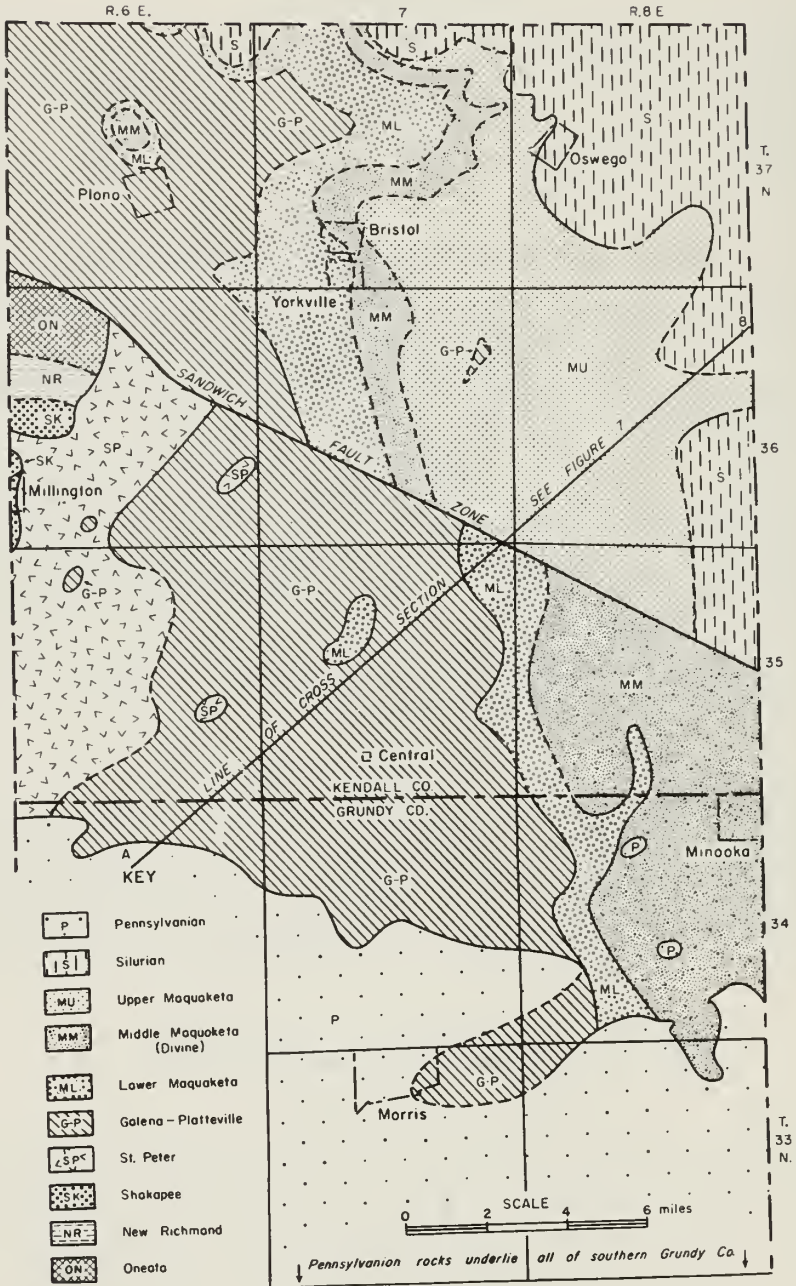 R.6 E. 7 R.8 E
S S
G-P MM ML Plano
G-P ML S
MM Oswego
T. 37 N
Bristol
Yorkville
ON NR SK SP
SK
Millington
G-P
SANDWICH FAULT ZONE
MM
G-P
MU
B
SEE FIGURE 7
S
36
SP
G-P
ML
ML
SP
LINE OF CROSS SECTION
MM
35
Central
KENDALL CO.
GRUNDY CO.
A
G-P
P
Minooka
P
34
ML
P
G-P
Morris
T. 33 N.
KEY
P Pennsylvanian
S Silurian
MU Upper Maquoketa
MM Middle Maquoketa
(Divine)
ML Lower Maquoketa
G-P Galena-Platteville
SP St. Peter
SK Shakopee
NR New Richmond
ON Oneota
SCALE
0 2 4 6 miles
Pennsylvanian rocks underlie all of southern Grundy Co.